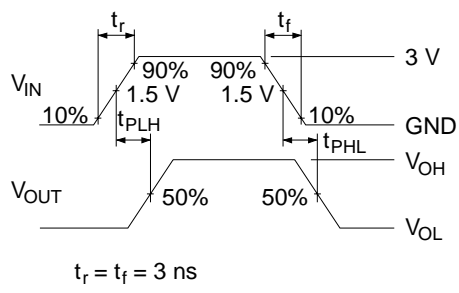 tr tf
90% 90% 3 V
VIN 1.5 V 1.5 V
10% 10%
tPLH GND
tPHL VOH
VOUT 50% 50%
VOL
tr = tf = 3 ns